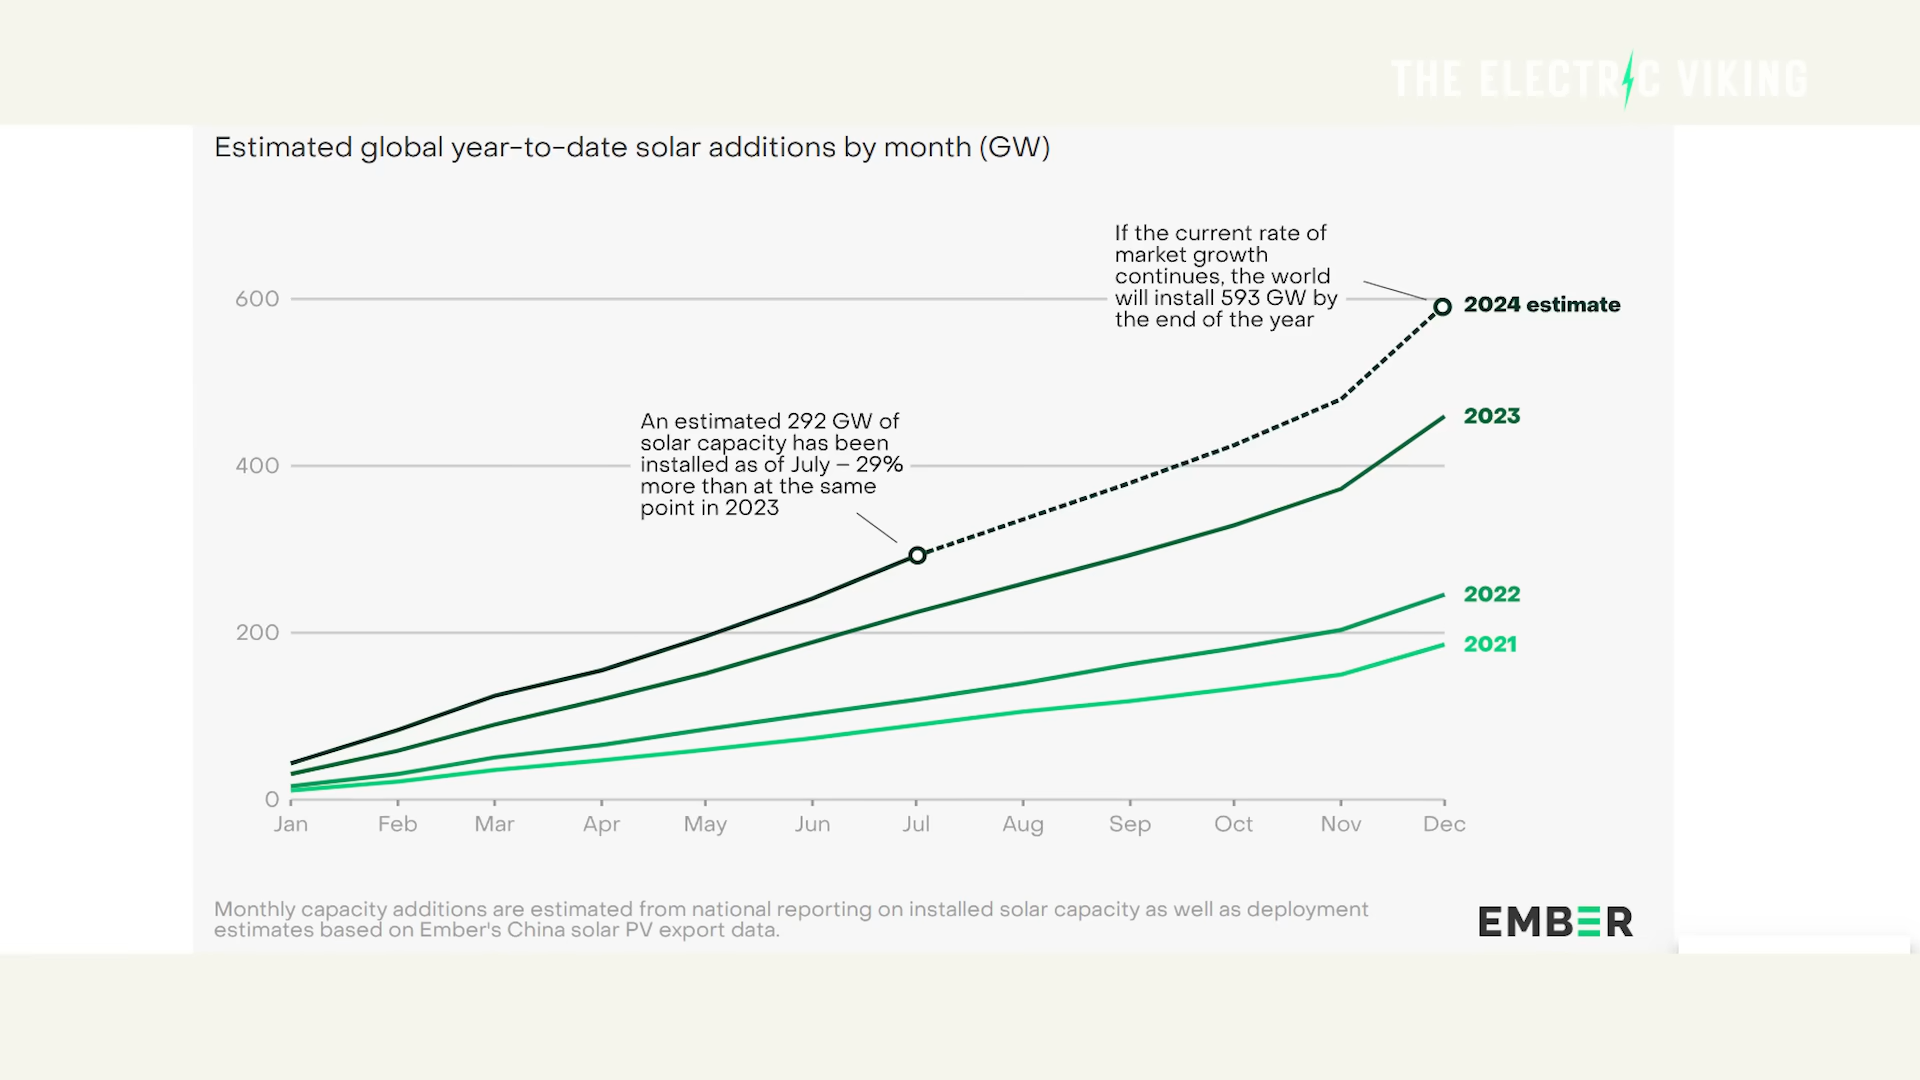 THE ELECTRIC VIKING
Estimated global year-to-date solar additions by month (GW)
If the current rate of
market growth
continues, the world
will install 593 GW by
the end of the year
600
2024 estimate
2023
An estimated 292 GW of
solar capacity has been
installed as of July – 29%
more than at the same
point in 2023
400
2022
200
2021
0
Jan Feb Mar Apr May Jun Jul Aug Sep Oct Nov Dec
Monthly capacity additions are estimated from national reporting on installed solar capacity as well as deployment
estimates based on Ember's China solar PV export data.
EMBER